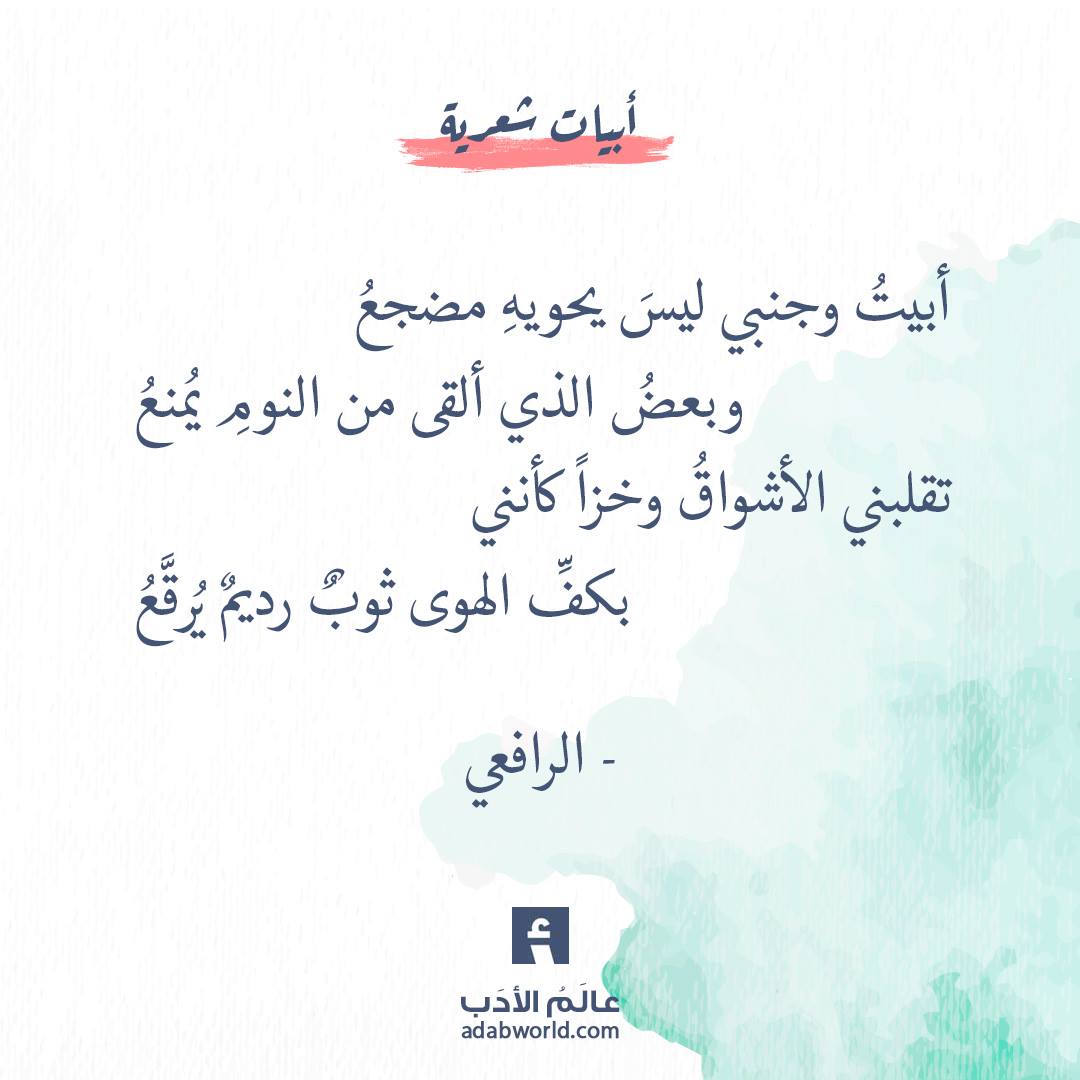 أبيات شعرية
أبيتُ وجنبي ليسَ يحويهِ مضجعُ
وبعضُ الذي ألقى من النومِ يُمنعُ
تقلبني الأشواقُ وخزاً كأنني
بكفِّ الهوى ثوبٌ رديمٌ يُرقَّعُ
- الرافعي
أ
عالَمُ الأدَب
adabworld.com